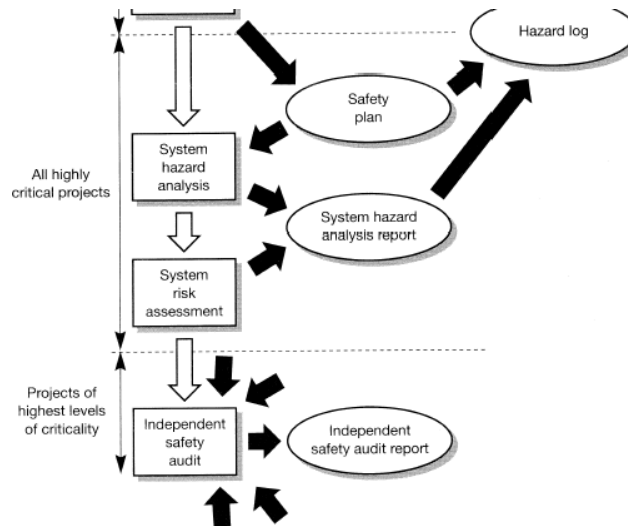 Hazard log
Safety
plan
System
hazard
analysis
All highly
critical projects
System hazard
analysis report
System
risk
assessment
Projects of
highest levels
of criticality
Independent
safety
audit
Independent
safety audit report